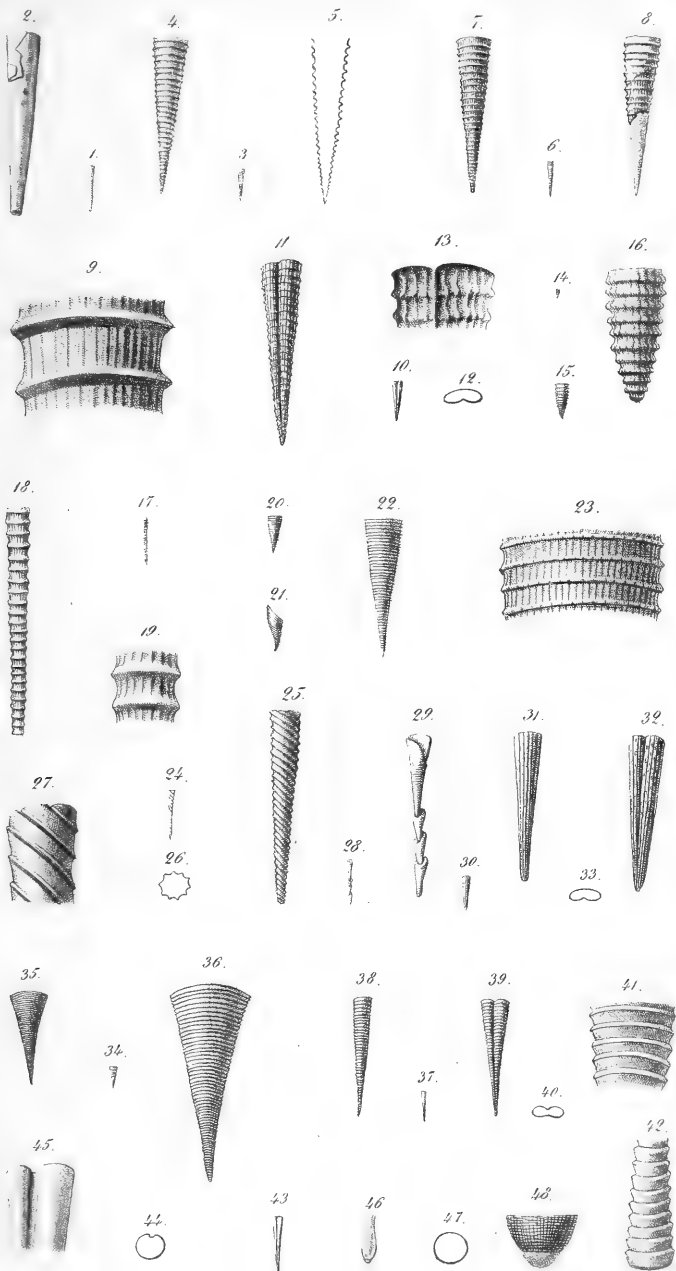 2. 4. 5. 7. 8.
1. 3. 6.
9. 11. 13. 14. 16.
10. 12. 15.
18. 17. 20. 22. 23.
21.
19.
25. 29. 31. 32.
27. 24. 28. 30. 33.
26.
35. 36. 38. 39. 41.
34. 37. 40.
45. 42.
44. 43 46 47. 48.